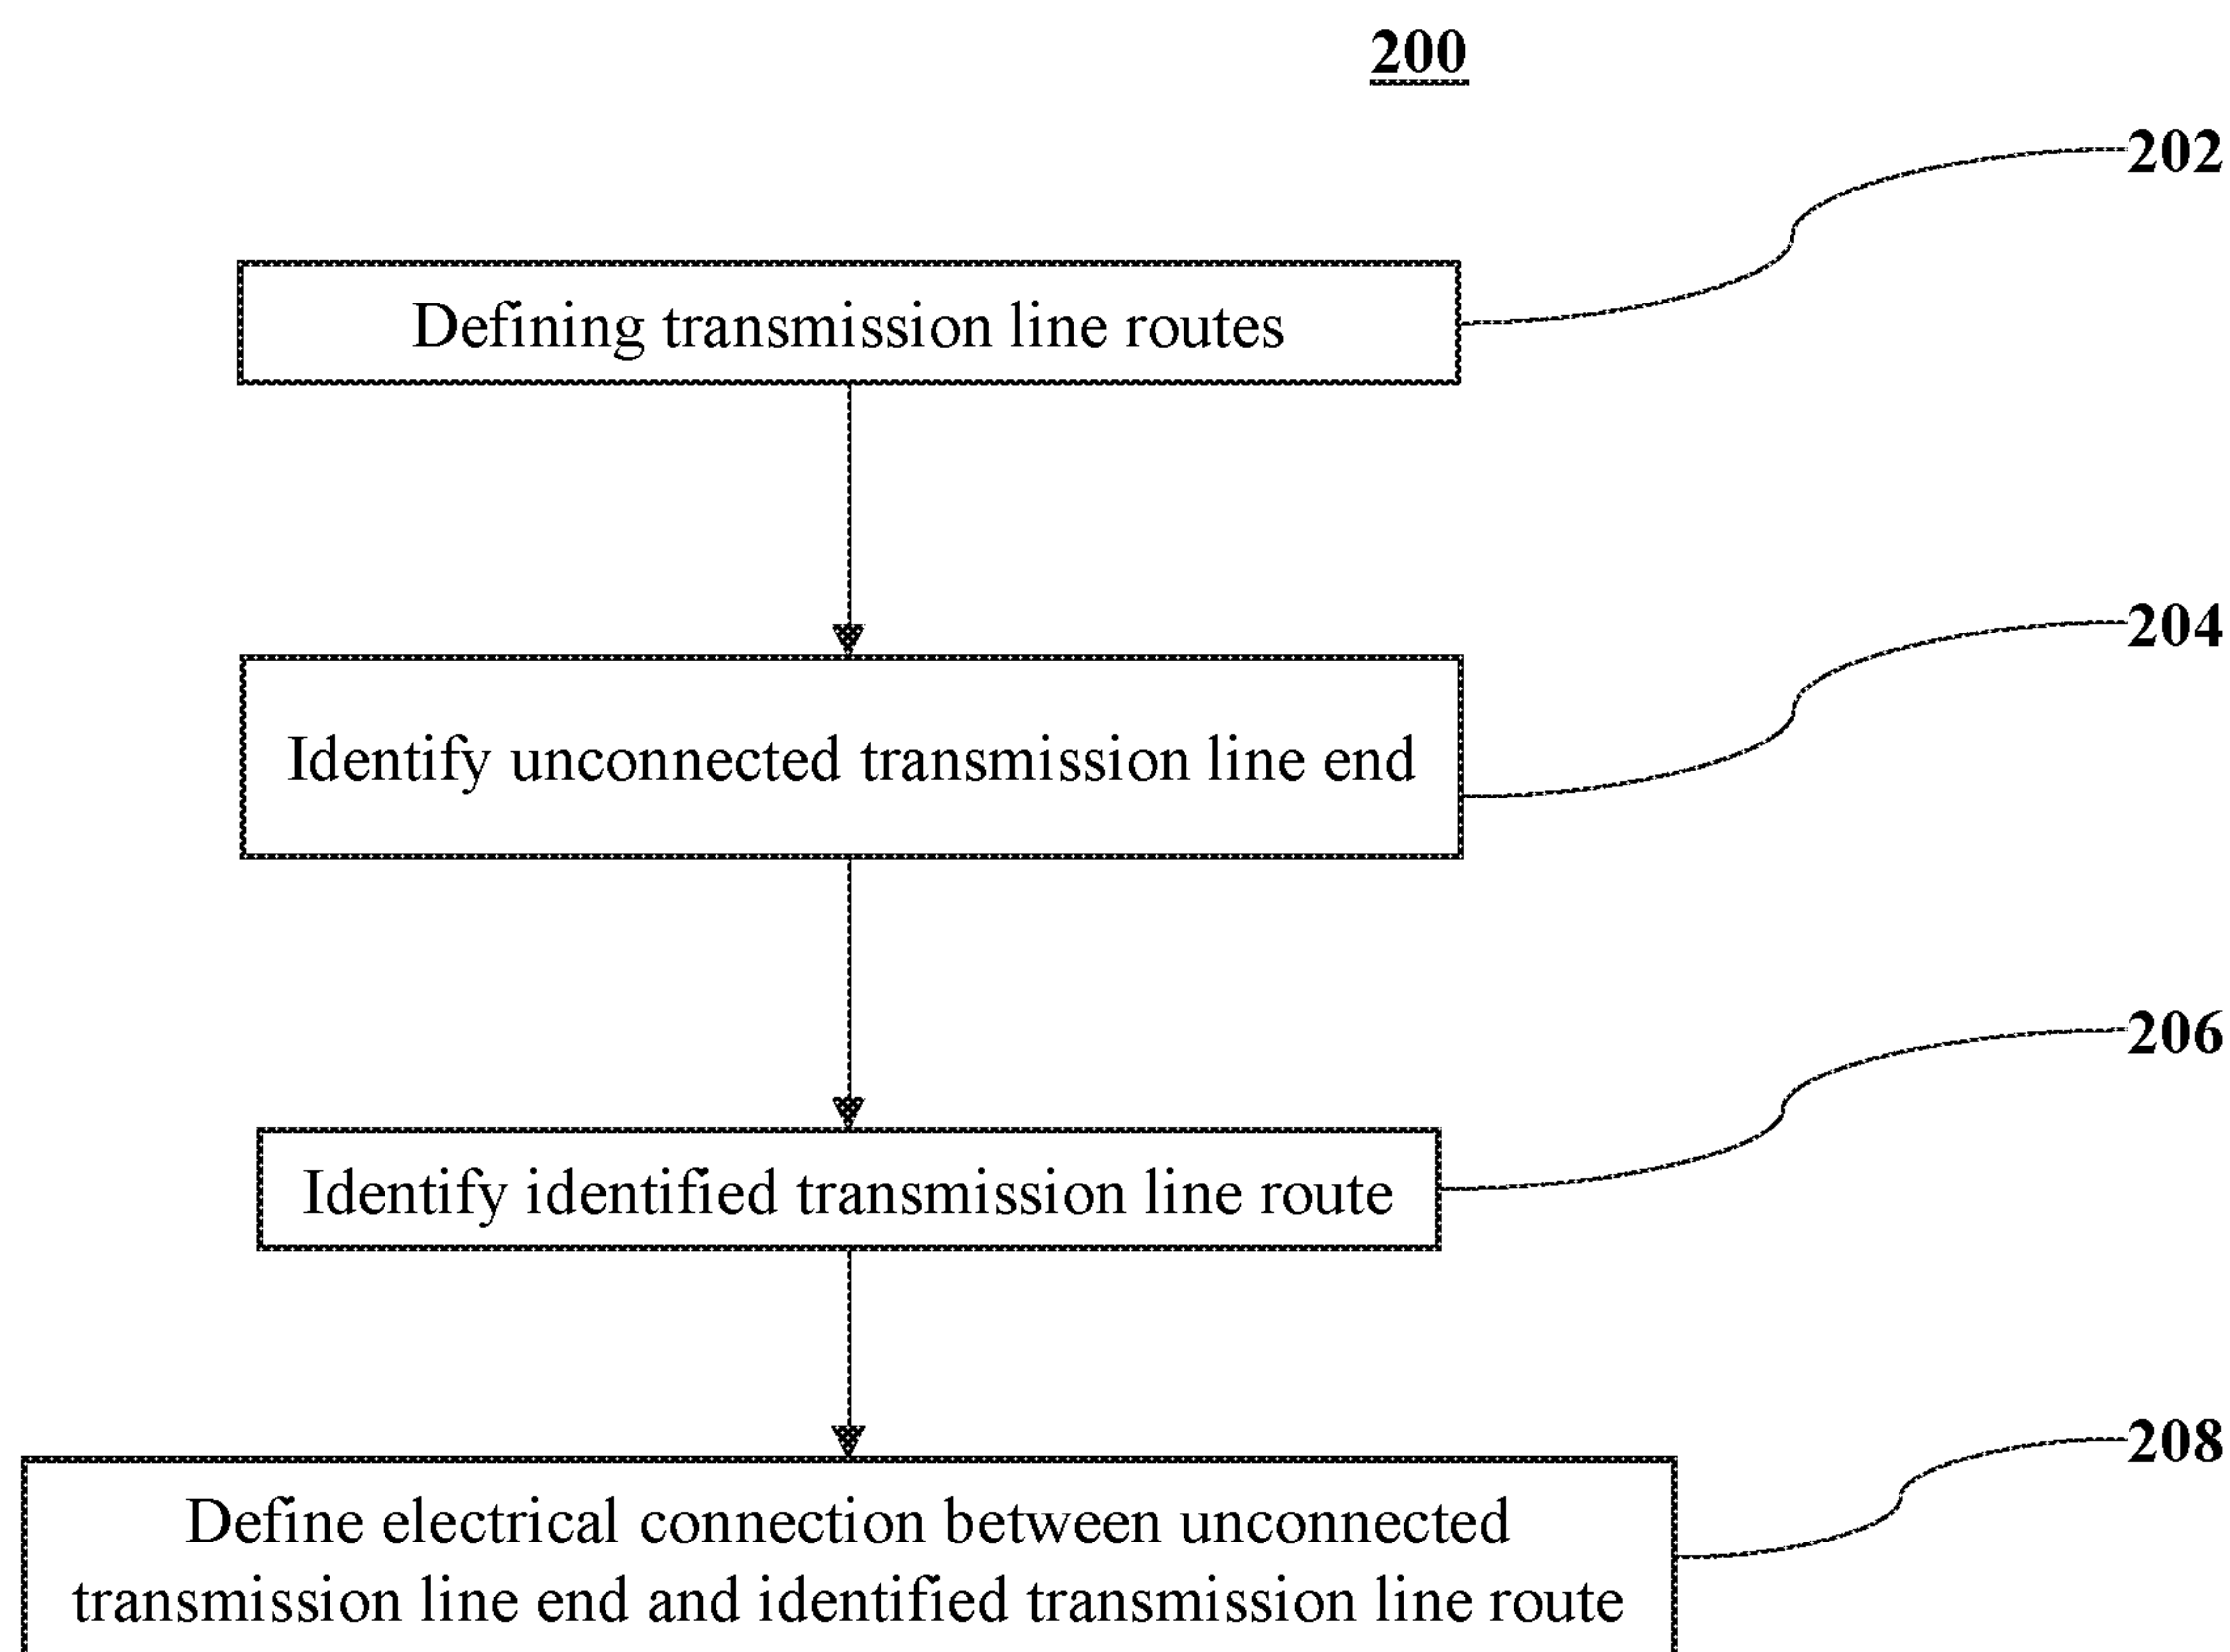 200
202
Defining transmission line routes
204
Identify unconnected transmission line end
206
Identify identified transmission line route
208
Define electrical connection between unconnected
transmission line end and identified transmission line route